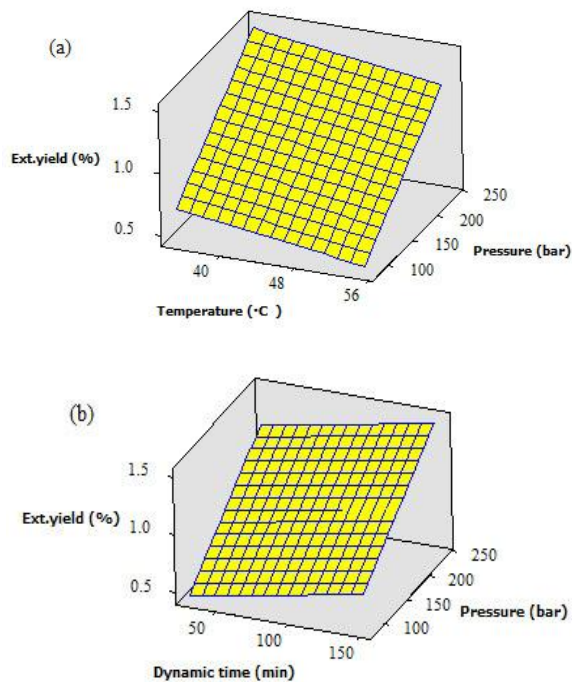 (a)
1.5
Ext.yield (%)
1.0
0.5
250
200
150
100
Pressure (bar)
40
48
56
Temperature (•C )
(b)
1.5
Ext.yield (%)
1.0
0.5
250
200
150
100
Pressure (bar)
50
100
150
Dynamic time (min)